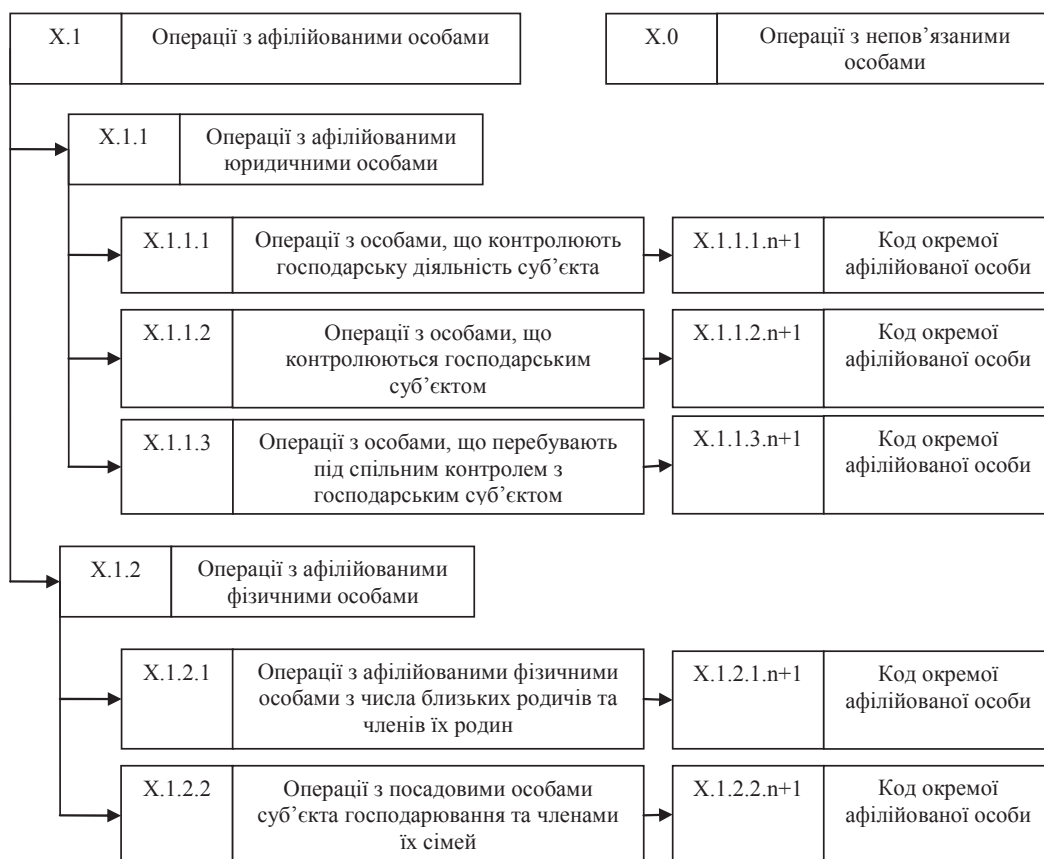 X.1
Операції з афілійованими особами
X.0
Операції з непов’язаними
особами
X.1.1
Операції з афілійованими
юридичними особами
X.1.1.1
Операції з особами, що контролюють
господарську діяльність суб’єкта
X.1.1.1.n+1
Код окремої
афілійованої особи
X.1.1.2
Операції з особами, що
контролюються господарським
суб’єктом
X.1.1.2.n+1
Код окремої
афілійованої особи
X.1.1.3
Операції з особами, що перебувають
під спільним контролем з
господарським суб’єктом
X.1.1.3.n+1
Код окремої
афілійованої особи
X.1.2
Операції з афілійованими
фізичними особами
X.1.2.1
Операції з афілійованими фізичними
особами з числа близьких родичів та
членів їх родин
X.1.2.1.n+1
Код окремої
афілійованої особи
X.1.2.2
Операції з посадовими особами
суб’єкта господарювання та членами
їх сімей
X.1.2.2.n+1
Код окремої
афілійованої особи